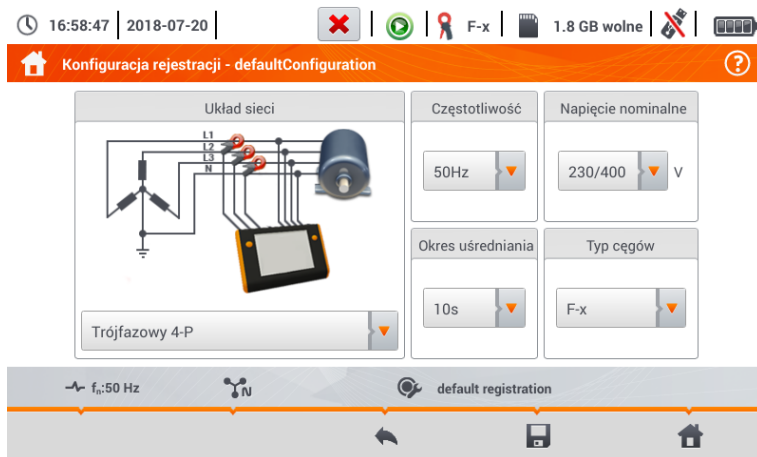 16:58:47 2018-07-20 F-x 1.8 GB wolne
Konfiguracja rejestracji - defaultConfiguration ?
Układ sieci
L1
L2
L3
N
Trójfazowy 4-P
Częstotliwość
50Hz
Napięcie nominalne
230/400 V
Okres uśredniania
10s
Typ cęgów
F-x
fn:50 Hz N default registration